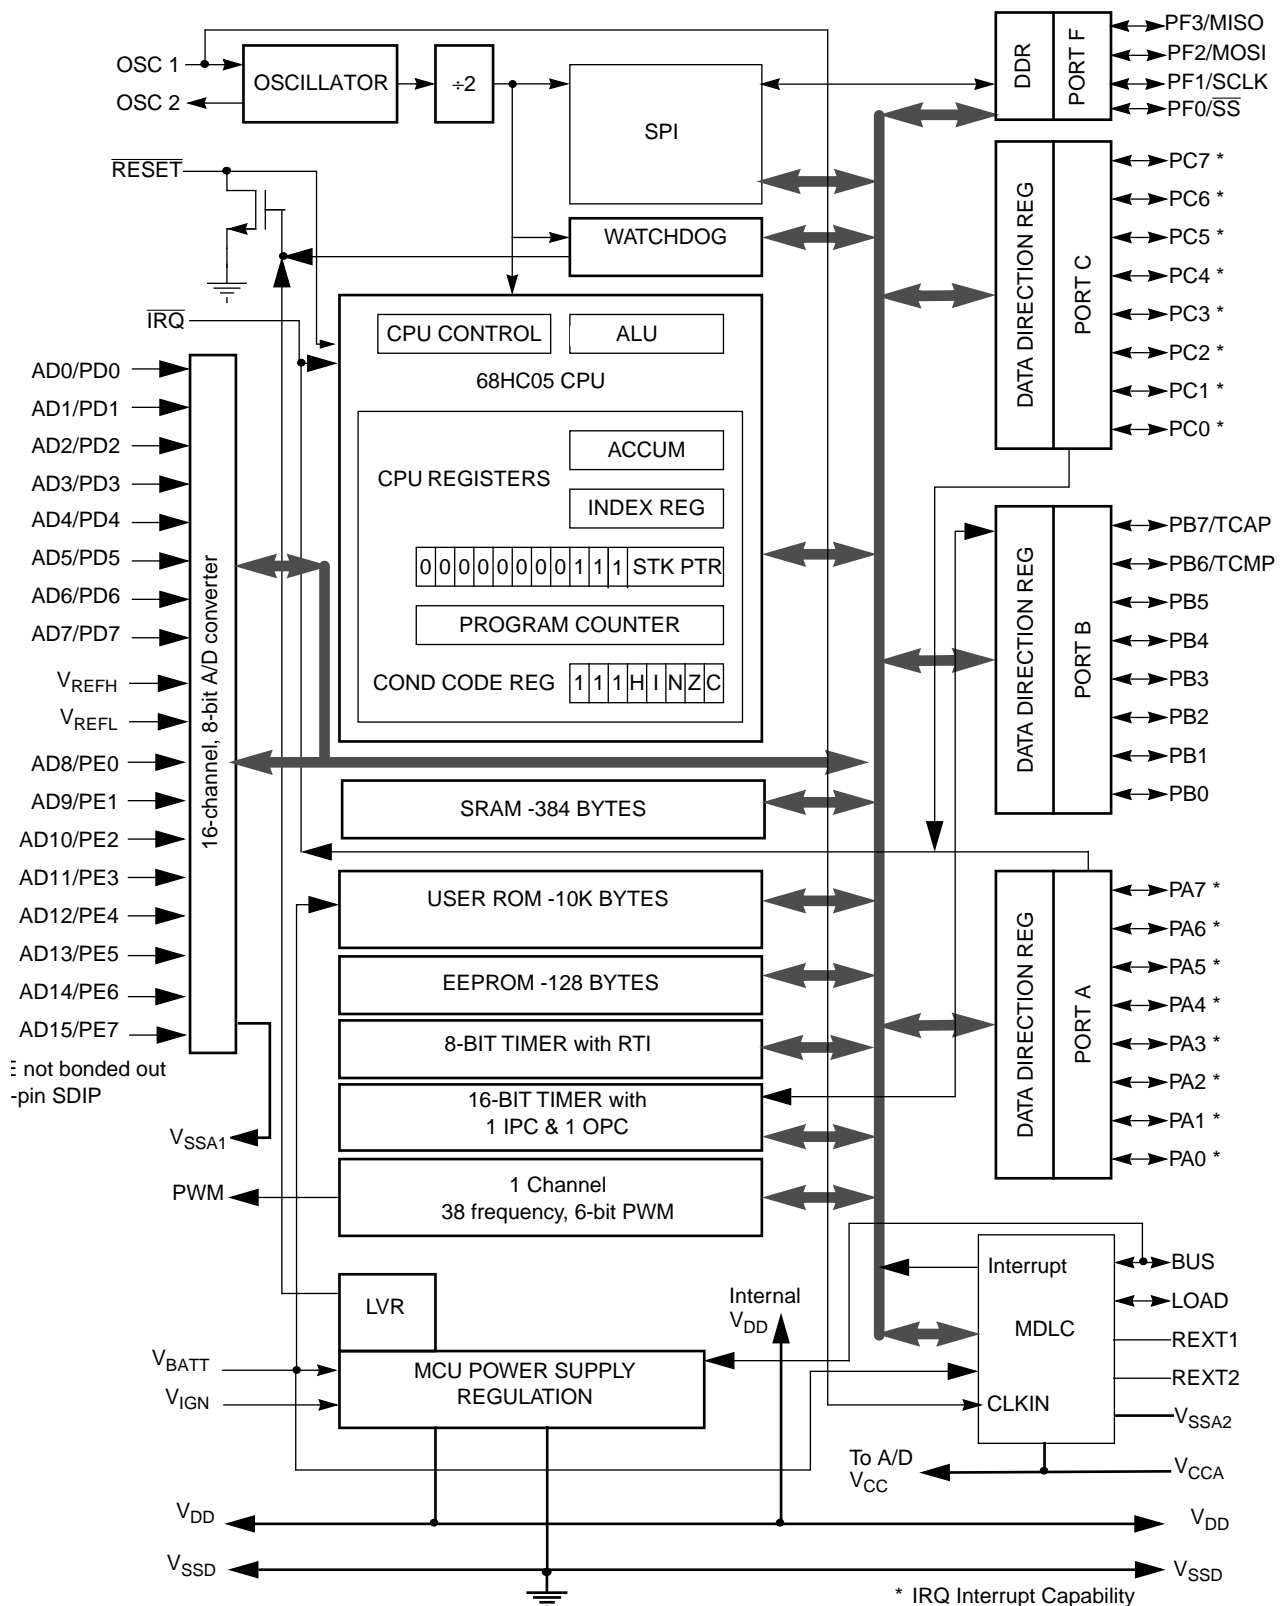 OSC 1
OSC 2
OSCILLATOR
÷2
SPI
DDR
PORT F
PF3/MISO
PF2/MOSI
PF1/SCLK
PF0/S̅S̅
R̅E̅S̅E̅T̅
WATCHDOG
I̅R̅Q̅
CPU CONTROL
ALU
68HC05 CPU
CPU REGISTERS
ACCUM
INDEX REG
0 0 0 0 0 0 0 0 1 1 1 STK PTR
PROGRAM COUNTER
COND CODE REG 1 1 1 H I N Z C
DATA DIRECTION REG
PORT C
PC7 *
PC6 *
PC5 *
PC4 *
PC3 *
PC2 *
PC1 *
PC0 *
AD0/PD0
AD1/PD1
AD2/PD2
AD3/PD3
AD4/PD4
AD5/PD5
AD6/PD6
AD7/PD7
VREFH
VREFL
AD8/PE0
AD9/PE1
AD10/PE2
AD11/PE3
AD12/PE4
AD13/PE5
AD14/PE6
AD15/PE7
16-channel, 8-bit A/D converter
E not bonded out
-pin SDIP
VSSA1
PWM
DATA DIRECTION REG
PORT B
PB7/TCAP
PB6/TCMP
PB5
PB4
PB3
PB2
PB1
PB0
SRAM -384 BYTES
USER ROM -10K BYTES
EEPROM -128 BYTES
8-BIT TIMER with RTI
16-BIT TIMER with
1 IPC & 1 OPC
1 Channel
38 frequency, 6-bit PWM
DATA DIRECTION REG
PORT A
PA7 *
PA6 *
PA5 *
PA4 *
PA3 *
PA2 *
PA1 *
PA0 *
LVR
Internal
VDD
VBATT
VIGN
MCU POWER SUPPLY
REGULATION
Interrupt
MDLC
CLKIN
BUS
LOAD
REXT1
REXT2
VSSA2
To A/D
VCC
VCCA
VDD
VDD
VSSD
VSSD
* IRQ Interrupt Capability